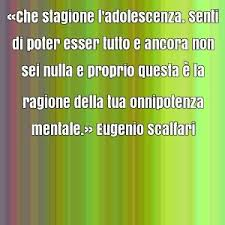 «Che stagione l'adolescenza. Senti
di poter esser tutto e ancora non
sei nulla e proprio questa è la
ragione della tua onnipotenza
mentale.» Eugenio Scalfari